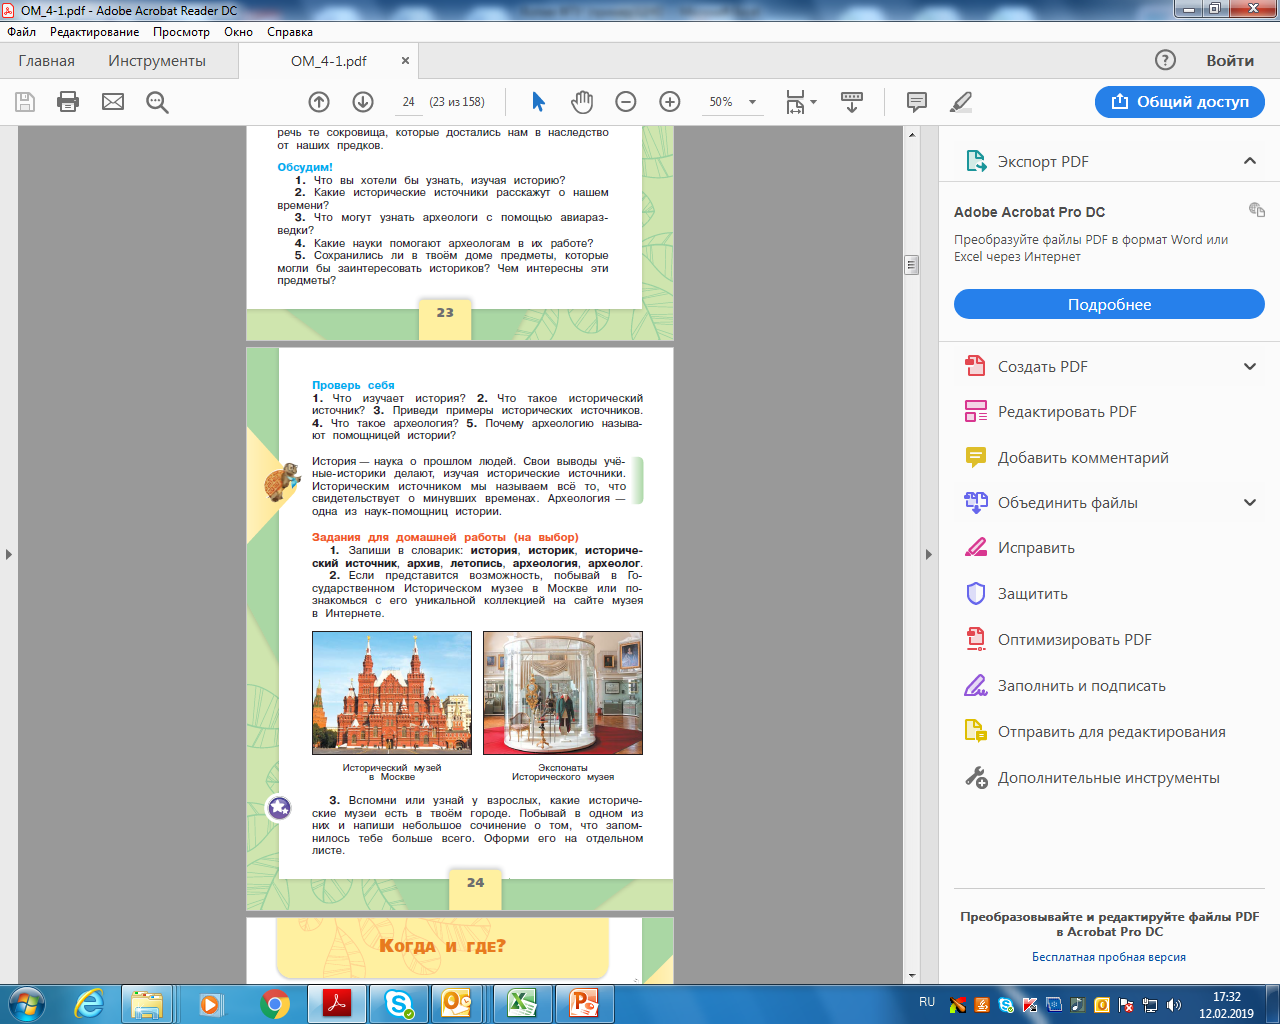 OM_4-1.pdf - Adobe Acrobat Reader DC
Файл Редактирование Просмотр Окно Справка
Главная Инструменты OM_4-1.pdf × Войти
24 (23 из 158) 50% Общий доступ
речь те сокровища, которые достались нам в наследство
от наших предков.
Обсудим!
1. Что вы хотели бы узнать, изучая историю?
2. Какие исторические источники расскажут о нашем
времени?
3. Что могут узнать археологи с помощью авиараз-
ведки?
4. Какие науки помогают археологам в их работе?
5. Сохранились ли в твоём доме предметы, которые
могли бы заинтересовать историков? Чем интересны эти
предметы?
23
Проверь себя
1. Что изучает история? 2. Что такое исторический
источник? 3. Приведи примеры исторических источников.
4. Что такое археология? 5. Почему археологию называ-
ют помощницей истории?
История — наука о прошлом людей. Свои выводы учё-
ные-историки делают, изучая исторические источники.
Историческим источником мы называем всё то, что
свидетельствует о минувших временах. Археология —
одна из наук-помощниц истории.
Задания для домашней работы (на выбор)
1. Запиши в словарик: история, историк, историче-
ский источник, архив, летопись, археология, археолог.
2. Если представится возможность, побывай в Го-
сударственном Историческом музее в Москве или по-
знакомься с его уникальной коллекцией на сайте музея
в Интернете.
Исторический музей
в Москве
Экспонаты
Исторического музея
3. Вспомни или узнай у взрослых, какие историче-
ские музеи есть в твоём городе. Побывай в одном из
них и напиши небольшое сочинение о том, что запом-
нилось тебе больше всего. Оформи его на отдельном
листе.
24
Когда и где?
Экспорт PDF
Adobe Acrobat Pro DC
Преобразуйте файлы PDF в формат Word или
Excel через Интернет
Подробнее
Создать PDF
Редактировать PDF
Добавить комментарий
Объединить файлы
Исправить
Защитить
Оптимизировать PDF
Заполнить и подписать
Отправить для редактирования
Дополнительные инструменты
Преобразовывайте и редактируйте файлы PDF
в Acrobat Pro DC
Бесплатная пробная версия
RU
17:32
12.02.2019